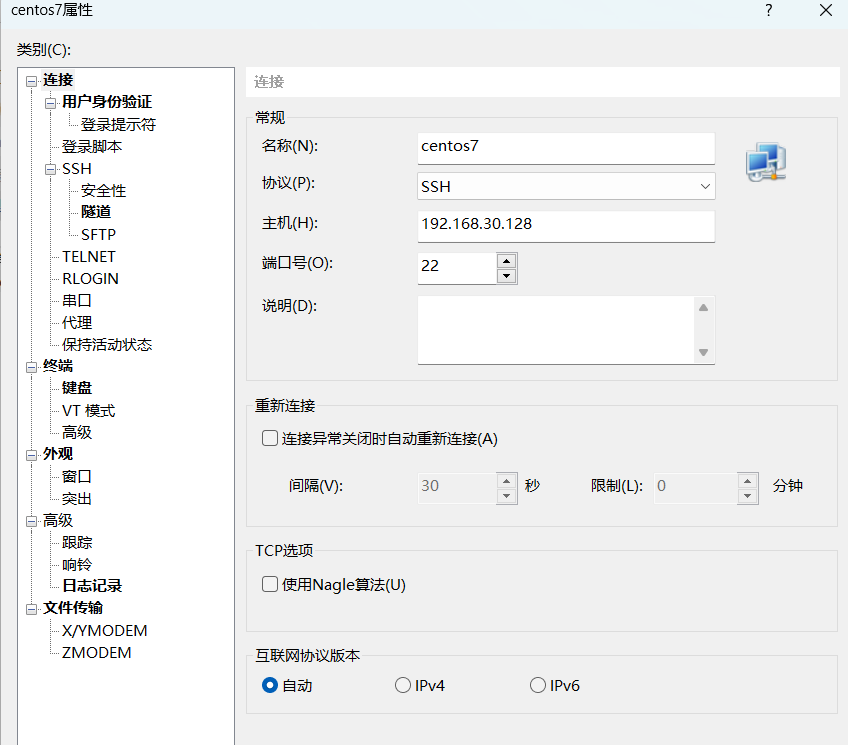 centos7属性
?
类别(C):
连接
用户身份验证
登录提示符
登录脚本
SSH
安全性
隧道
SFTP
TELNET
RLOGIN
串口
代理
保持活动状态
终端
键盘
VT 模式
高级
外观
窗口
突出
高级
跟踪
响铃
日志记录
文件传输
X/YMODEM
ZMODEM
连接
常规
名称(N): centos7
协议(P): SSH
主机(H): 192.168.30.128
端口号(O): 22
说明(D):
重新连接
连接异常关闭时自动重新连接(A)
间隔(V): 30 秒 限制(L): 0 分钟
TCP选项
使用Nagle算法(U)
互联网协议版本
自动 IPv4 IPv6